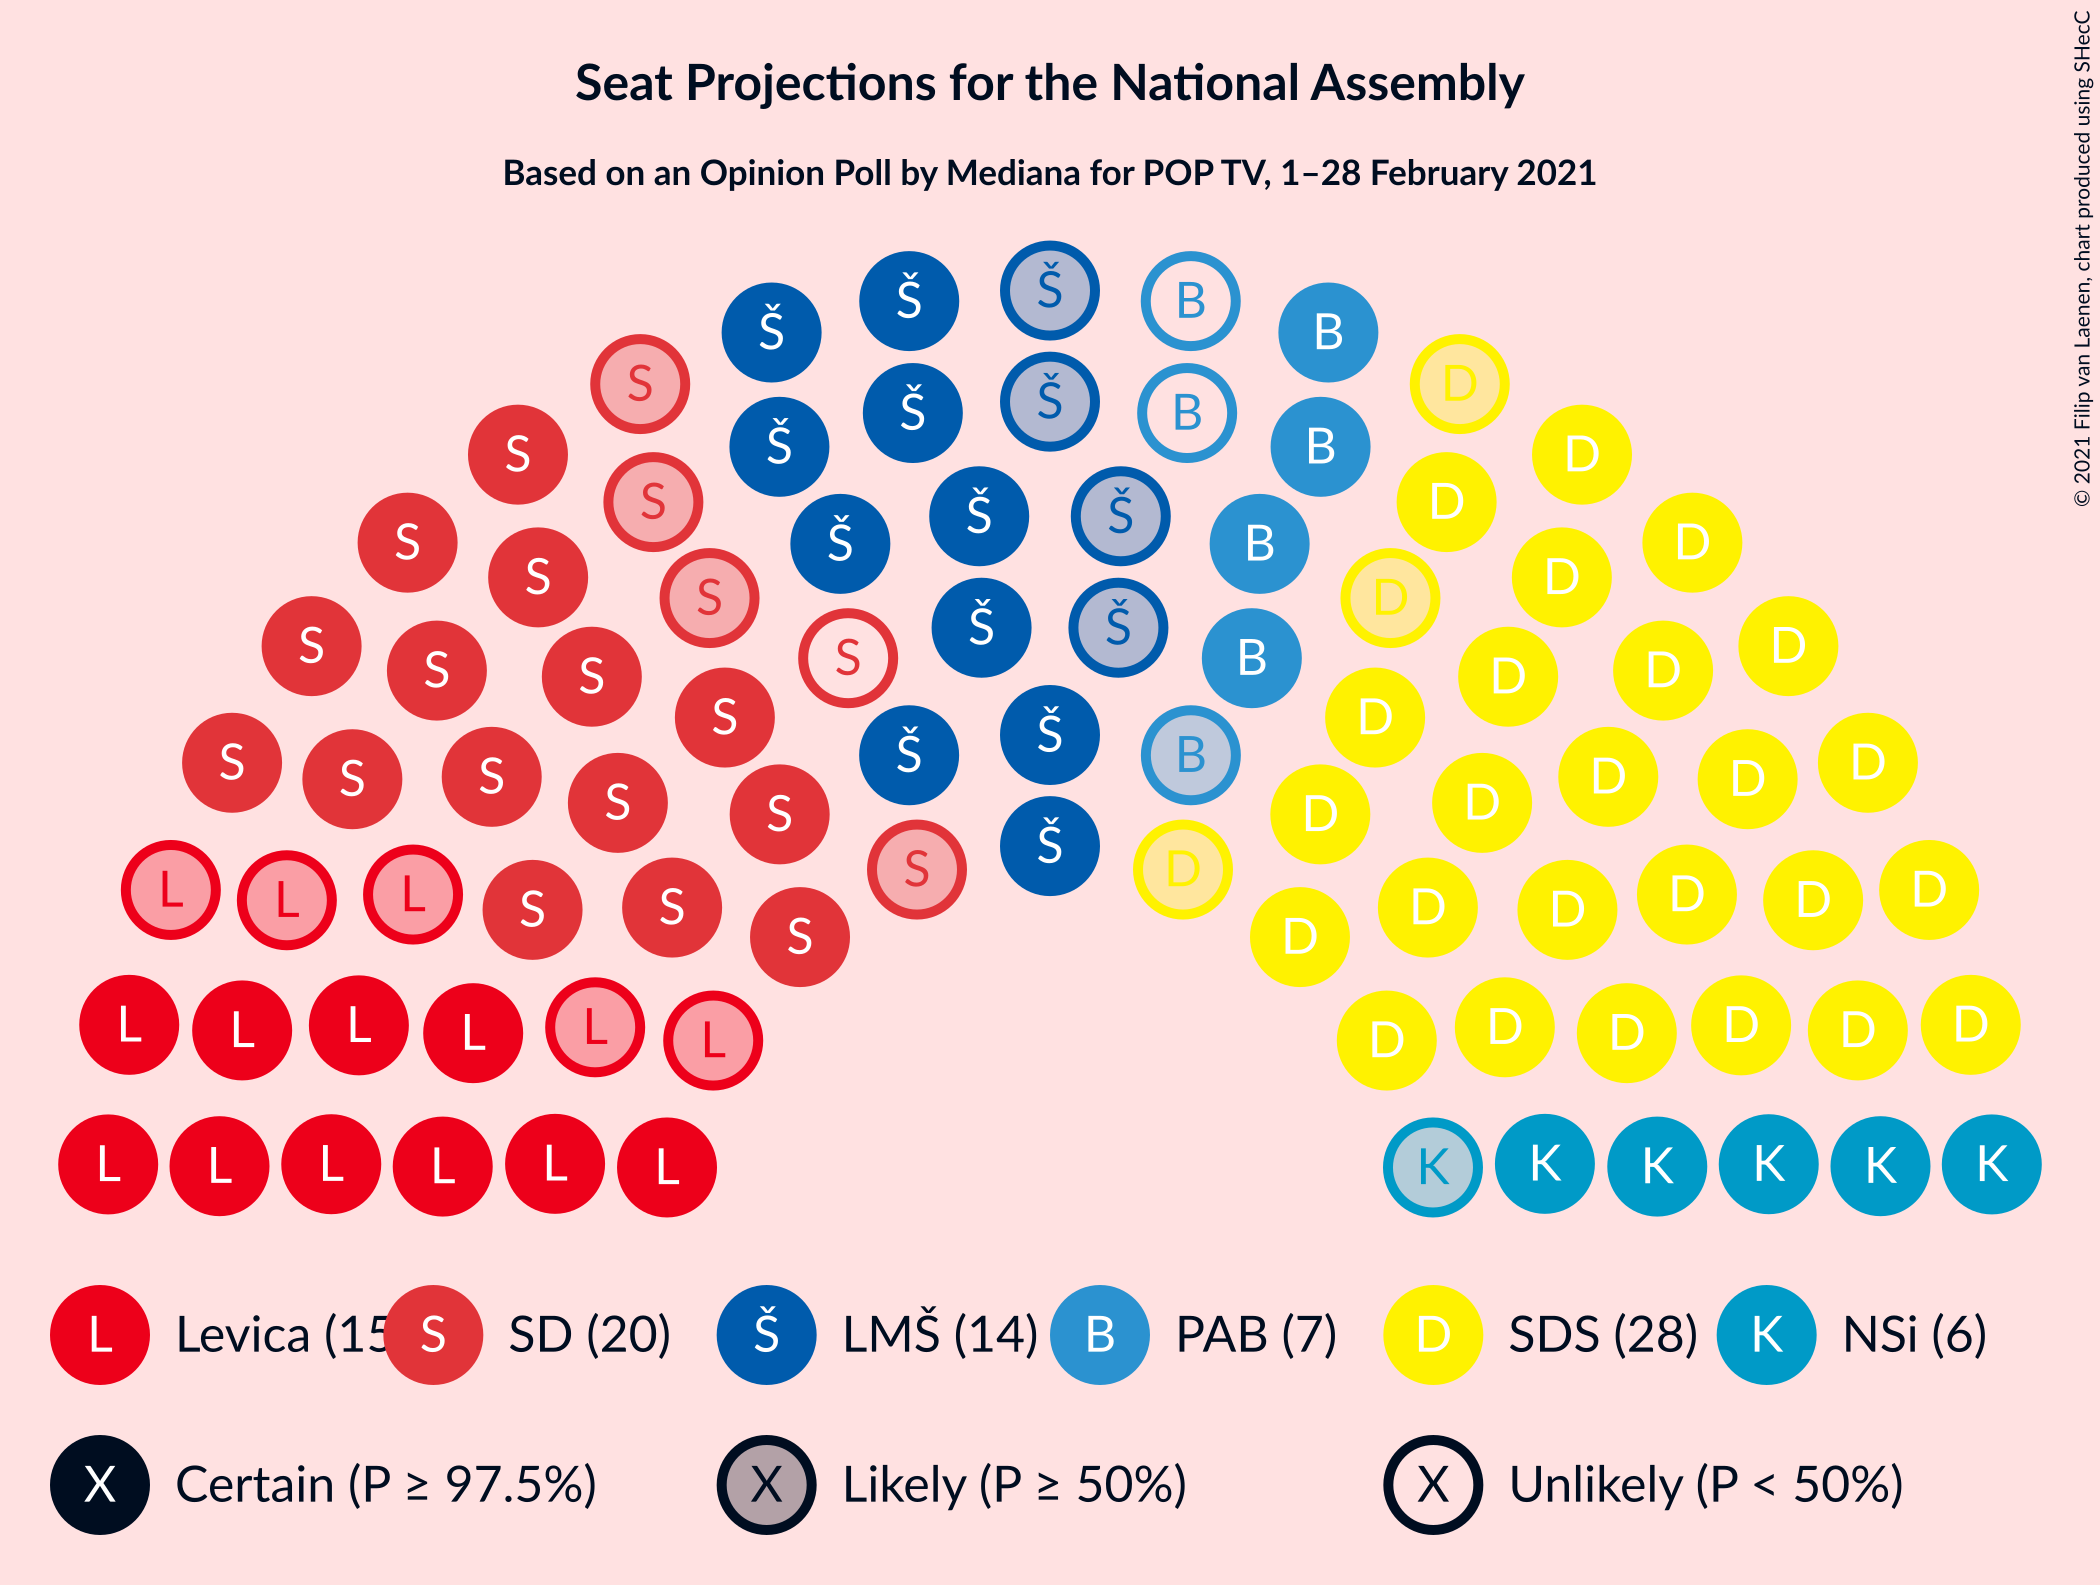 Seat Projections for the National Assembly
Based on an Opinion Poll by Mediana for POP TV, 1–28 February 2021
© 2021 Filip van Laenen, chart produced using SHecC
Š Š Š B B
S Š Š Š B B D
S Š Š B D D
S S Š Š B D D
S S S Š Š B D D D
S S S S Š Š B D D D D
S S S S S Š D D D D D
L L L S S S S D D D D D D D
L L L L L L D D D D D D
L L L L L L K K K K K K
L Levica (15 S SD (20) Š LMŠ (14) B PAB (7) D SDS (28) K NSi (6)
X Certain (P ≥ 97.5%) X Likely (P ≥ 50%) X Unlikely (P < 50%)